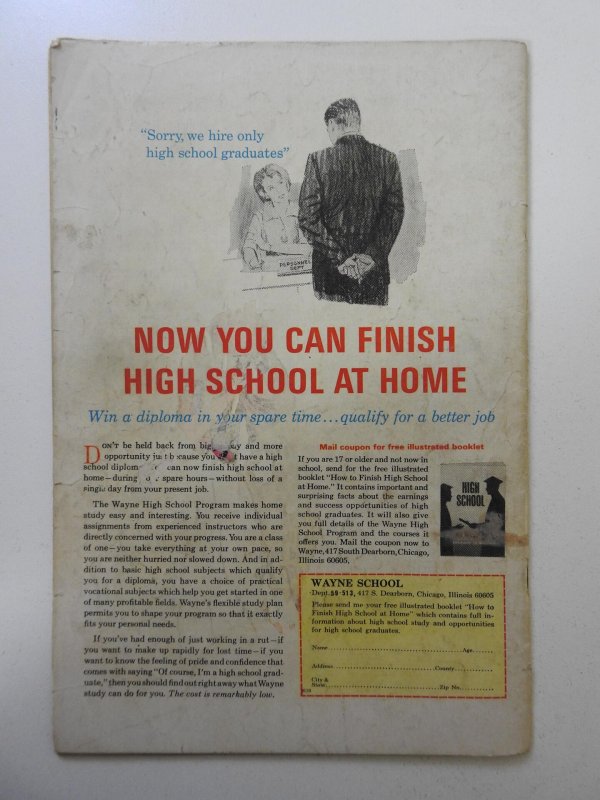 "Sorry, we hire only
high school graduates"
PERSONNEL
DEPT
NOW YOU CAN FINISH
HIGH SCHOOL AT HOME
Win a diploma in your spare time...qualify for a better job
DON'T be held back from big and more
opportunity just because you have a high
school diplom can now finish high school at
home—during spare hours—without loss of a
single day from your present job.
The Wayne High School Program makes home
study easy and interesting. You receive individual
assignments from experienced instructors who are
directly concerned with your progress. You are a class
of one—you take everything at your own pace, so
you are neither hurried nor slowed down. And in ad-
dition to basic high school subjects which qualify
you for a diploma, you have a choice of practical
vocational subjects which help you get started in one
of many profitable fields. Wayne's flexible study plan
permits you to shape your program so that it exactly
fits your personal needs.
If you've had enough of just working in a rut—if
you want to make up rapidly for lost time—if you
want to know the feeling of pride and confidence that
comes with saying "Of course, I'm a high school grad-
uate," then you should find out right away what Wayne
study can do for you. The cost is remarkably low.
Mail coupon for free illustrated booklet
If you are 17 or older and not now in
school, send for the free illustrated
booklet "How to Finish High School
at Home." It contains important and
surprising facts about the earnings
and success opportunities of high
school graduates. It will also give
you full details of the Wayne High
School Program and the courses it
offers you. Mail the coupon now to
Wayne, 417 South Dearborn, Chicago,
Illinois 60605.
HIGH
SCHOOL
WAYNE SCHOOL
Dept 59-513, 417 S. Dearborn, Chicago, Illinois 60605
Please send me your free illustrated booklet "How to
Finish High School at Home" which contains full in-
formation about high school study and opportunities
for high school graduates.
Name Age
Address County
City &
State Zip No.